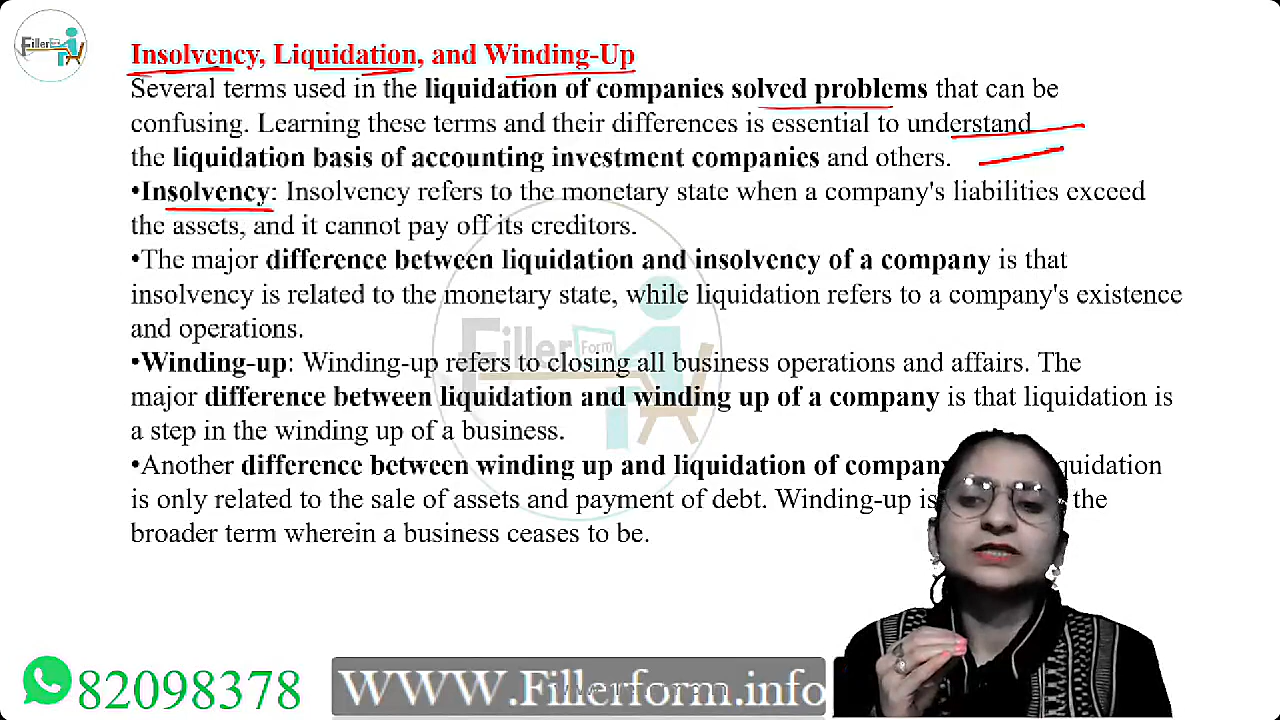 Filler Form
Insolvency, Liquidation, and Winding-Up
Several terms used in the liquidation of companies solved problems that can be
confusing. Learning these terms and their differences is essential to understand
the liquidation basis of accounting investment companies and others.
•Insolvency: Insolvency refers to the monetary state when a company's liabilities exceed
the assets, and it cannot pay off its creditors.
•The major difference between liquidation and insolvency of a company is that
insolvency is related to the monetary state, while liquidation refers to a company's existence
and operations.
Filler Form
•Winding-up: Winding-up refers to closing all business operations and affairs. The
major difference between liquidation and winding up of a company is that liquidation is
a step in the winding up of a business.
•Another difference between winding up and liquidation of company
is only related to the sale of assets and payment of debt. Winding-up is the
broader term wherein a business ceases to be.
82098378
WWW.Fillerform.info